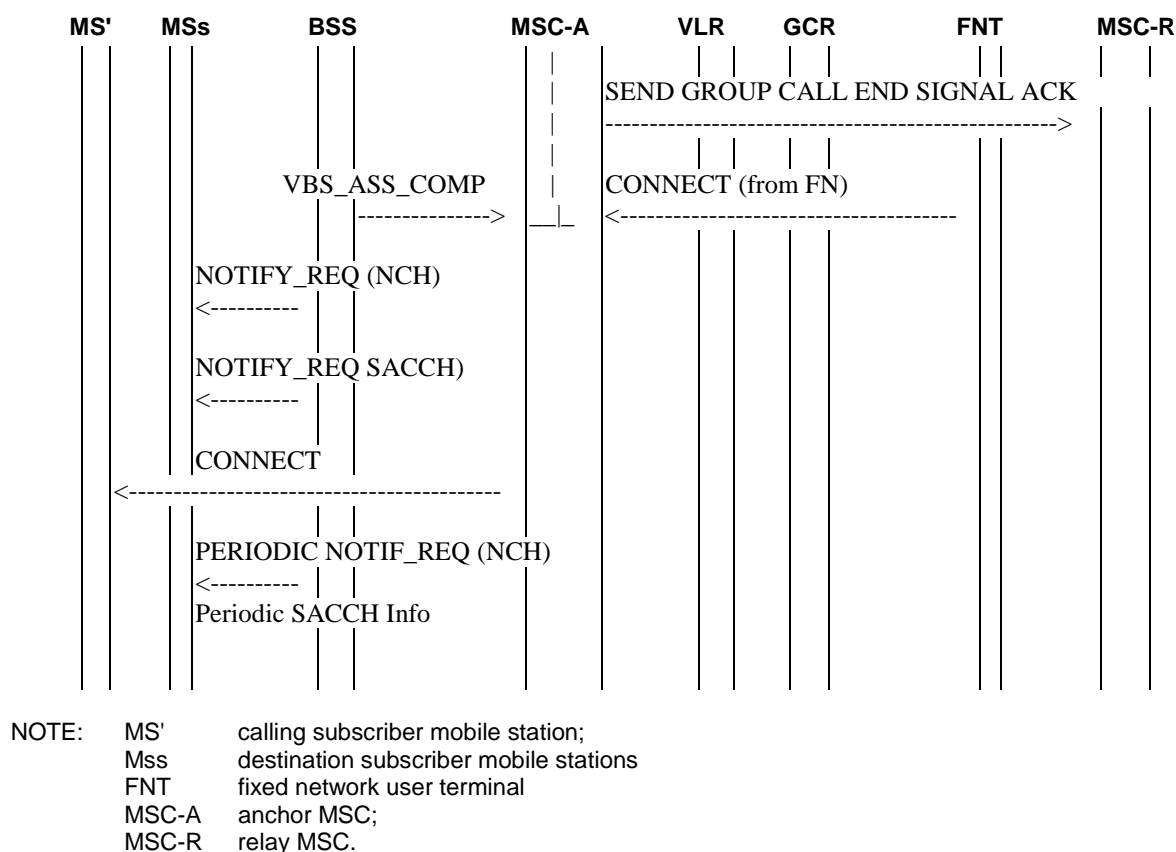 MS' MSs BSS MSC-A VLR GCR FNT MSC-R
SEND GROUP CALL END SIGNAL ACK
VBS_ASS_COMP CONNECT (from FN)
NOTIFY_REQ (NCH)
NOTIFY_REQ SACCH)
CONNECT
PERIODIC NOTIF_REQ (NCH)
Periodic SACCH Info
NOTE: MS' calling subscriber mobile station;
Mss destination subscriber mobile stations
FNT fixed network user terminal
MSC-A anchor MSC;
MSC-R relay MSC.